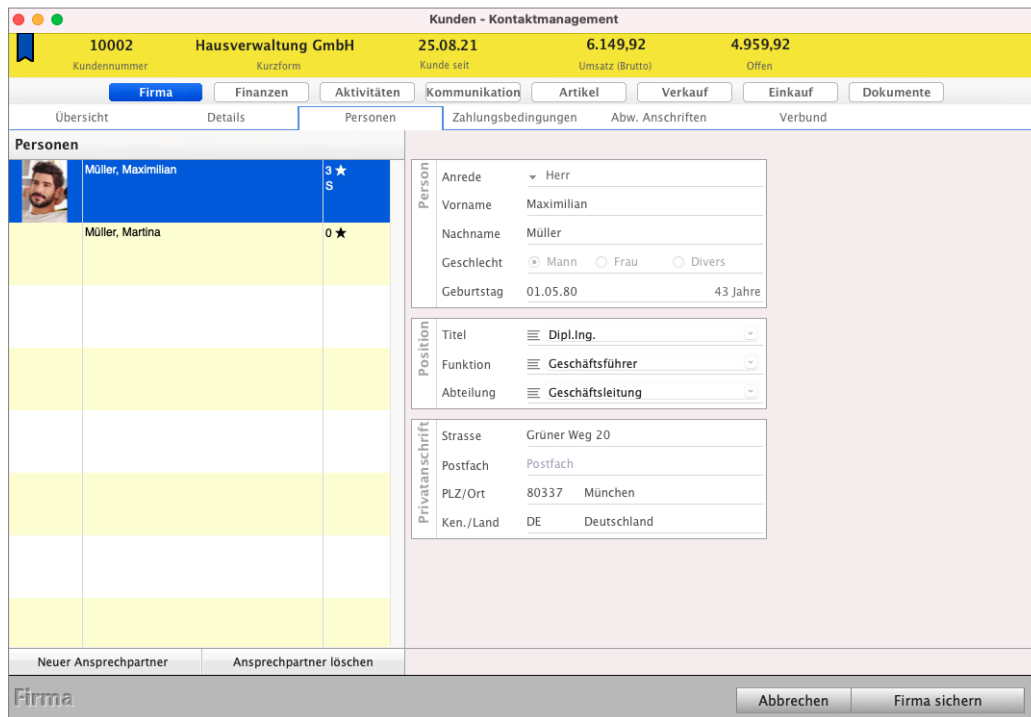 Kunden - Kontaktmanagement
10002 Hausverwaltung GmbH 25.08.21 6.149,92 4.959,92
Kundennummer Kurzform Kunde seit Umsatz (Brutto) Offen
Firma Finanzen Aktivitäten Kommunikation Artikel Verkauf Einkauf Dokumente
Übersicht Details Personen Zahlungsbedingungen Abw. Anschriften Verbund
Personen
Müller, Maximilian 3 ★
S
Müller, Martina 0 ★
Person
Anrede Herr
Vorname Maximilian
Nachname Müller
Geschlecht Mann Frau Divers
Geburtstag 01.05.80 43 Jahre
Position
Titel Dipl.Ing.
Funktion Geschäftsführer
Abteilung Geschäftsleitung
Privatanschrift
Strasse Grüner Weg 20
Postfach Postfach
PLZ/Ort 80337 München
Ken./Land DE Deutschland
Neuer Ansprechpartner Ansprechpartner löschen
Firma Abbrechen Firma sichern